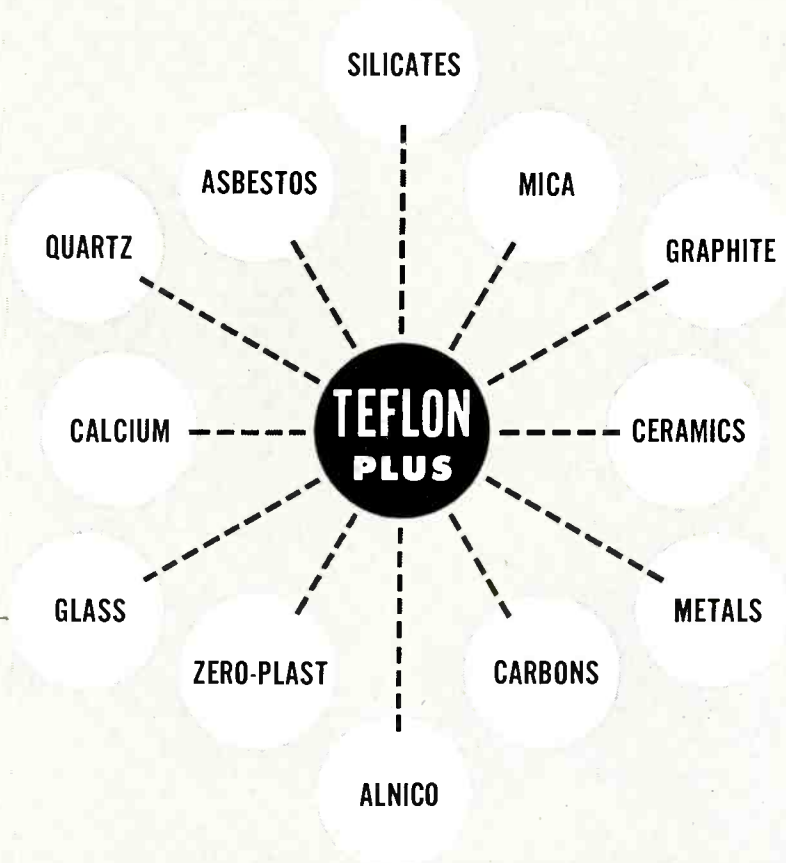 SILICATES
ASBESTOS
MICA
QUARTZ
GRAPHITE
TEFLON
PLUS
CALCIUM
CERAMICS
GLASS
METALS
ZERO-PLAST
CARBONS
ALNICO